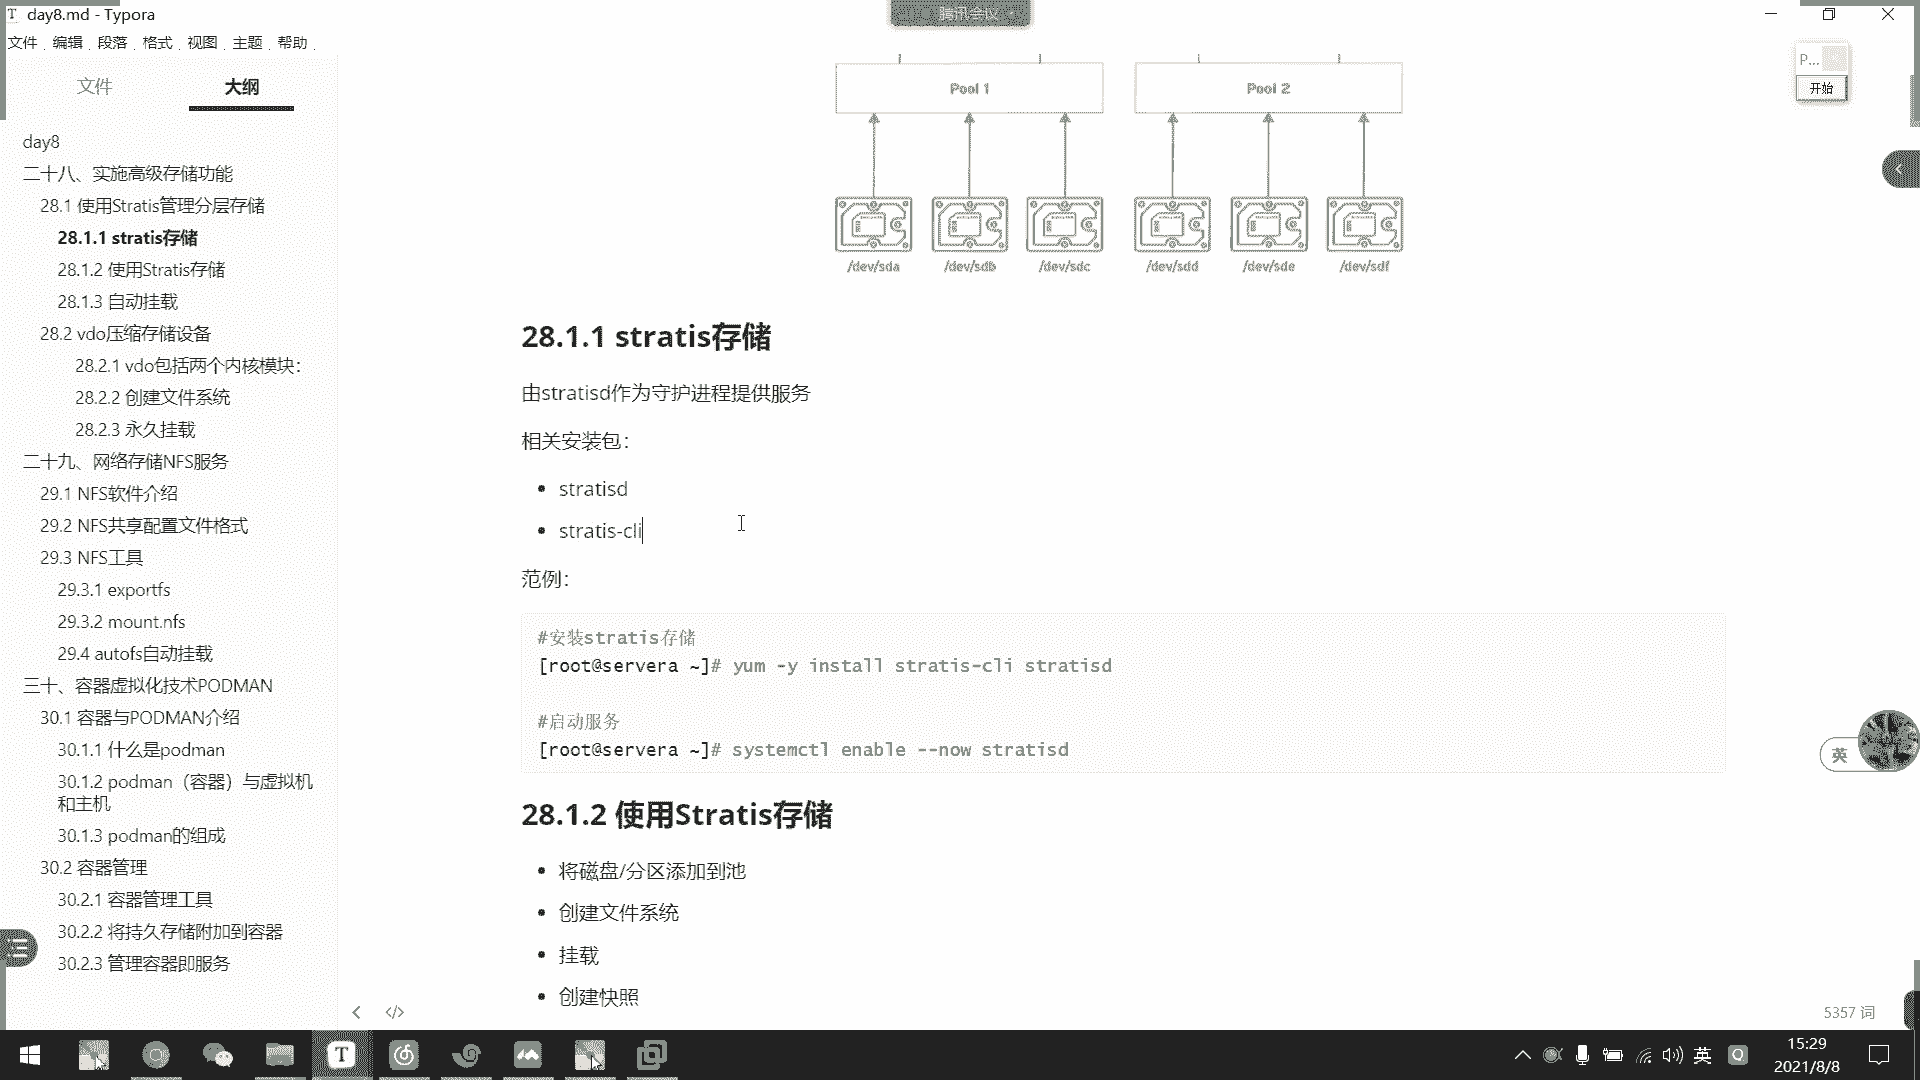 day8.md - Typora
腾讯会议
文件 编辑 段落 格式 视图 主题 帮助
P...
开始
文件 大纲
day8
二十八、实施高级存储功能
28.1 使用Stratis管理分层存储
28.1.1 stratis存储
28.1.2 使用Stratis存储
28.1.3 自动挂载
28.2 vdo压缩存储设备
28.2.1 vdo包括两个内核模块：
28.2.2 创建文件系统
28.2.3 永久挂载
二十九、网络存储NFS服务
29.1 NFS软件介绍
29.2 NFS共享配置文件格式
29.3 NFS工具
29.3.1 exportfs
29.3.2 mount.nfs
29.4 autofs自动挂载
三十、容器虚拟化技术PODMAN
30.1 容器与PODMAN介绍
30.1.1 什么是podman
30.1.2 podman（容器）与虚拟机
和主机
30.1.3 podman的组成
30.2 容器管理
30.2.1 容器管理工具
30.2.2 将持久存储附加到容器
30.2.3 管理容器即服务
Pool 1 Pool 2
/dev/sda /dev/sdb /dev/sdc /dev/sdd /dev/sde /dev/sdf
28.1.1 stratis存储
由stratisd作为守护进程提供服务
相关安装包：
stratisd
stratis-cli
范例：
#安装stratis存储
[root@servera ~]# yum -y install stratis-cli stratisd
#启动服务
[root@servera ~]# systemctl enable --now stratisd
28.1.2 使用Stratis存储
将磁盘/分区添加到池
创建文件系统
挂载
创建快照
5357 词
英
英
15:29
2021/8/8